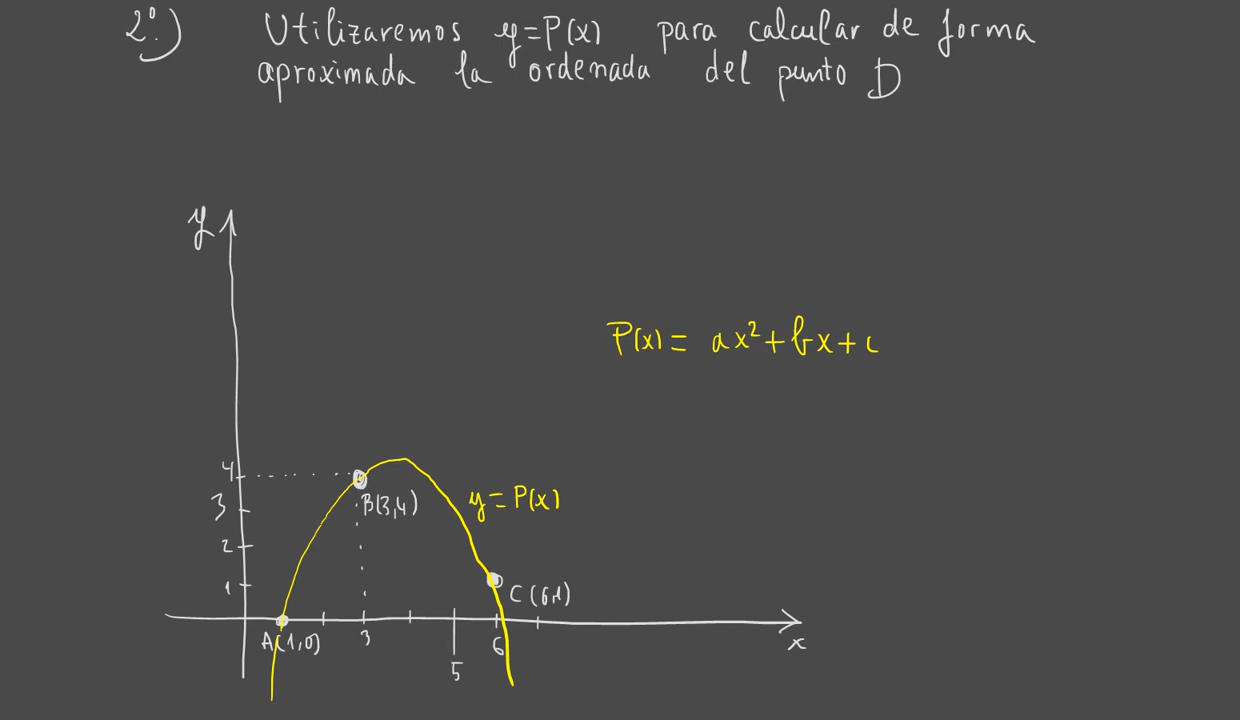 2º.) Utilizaremos y=P(x) para calcular de forma
aproximada la ordenada del punto D
y
P(x) = ax²+bx+c
4
3
B(3,4)
y=P(x)
2
1
C(6,1)
A(1,0)
3
6
x
5